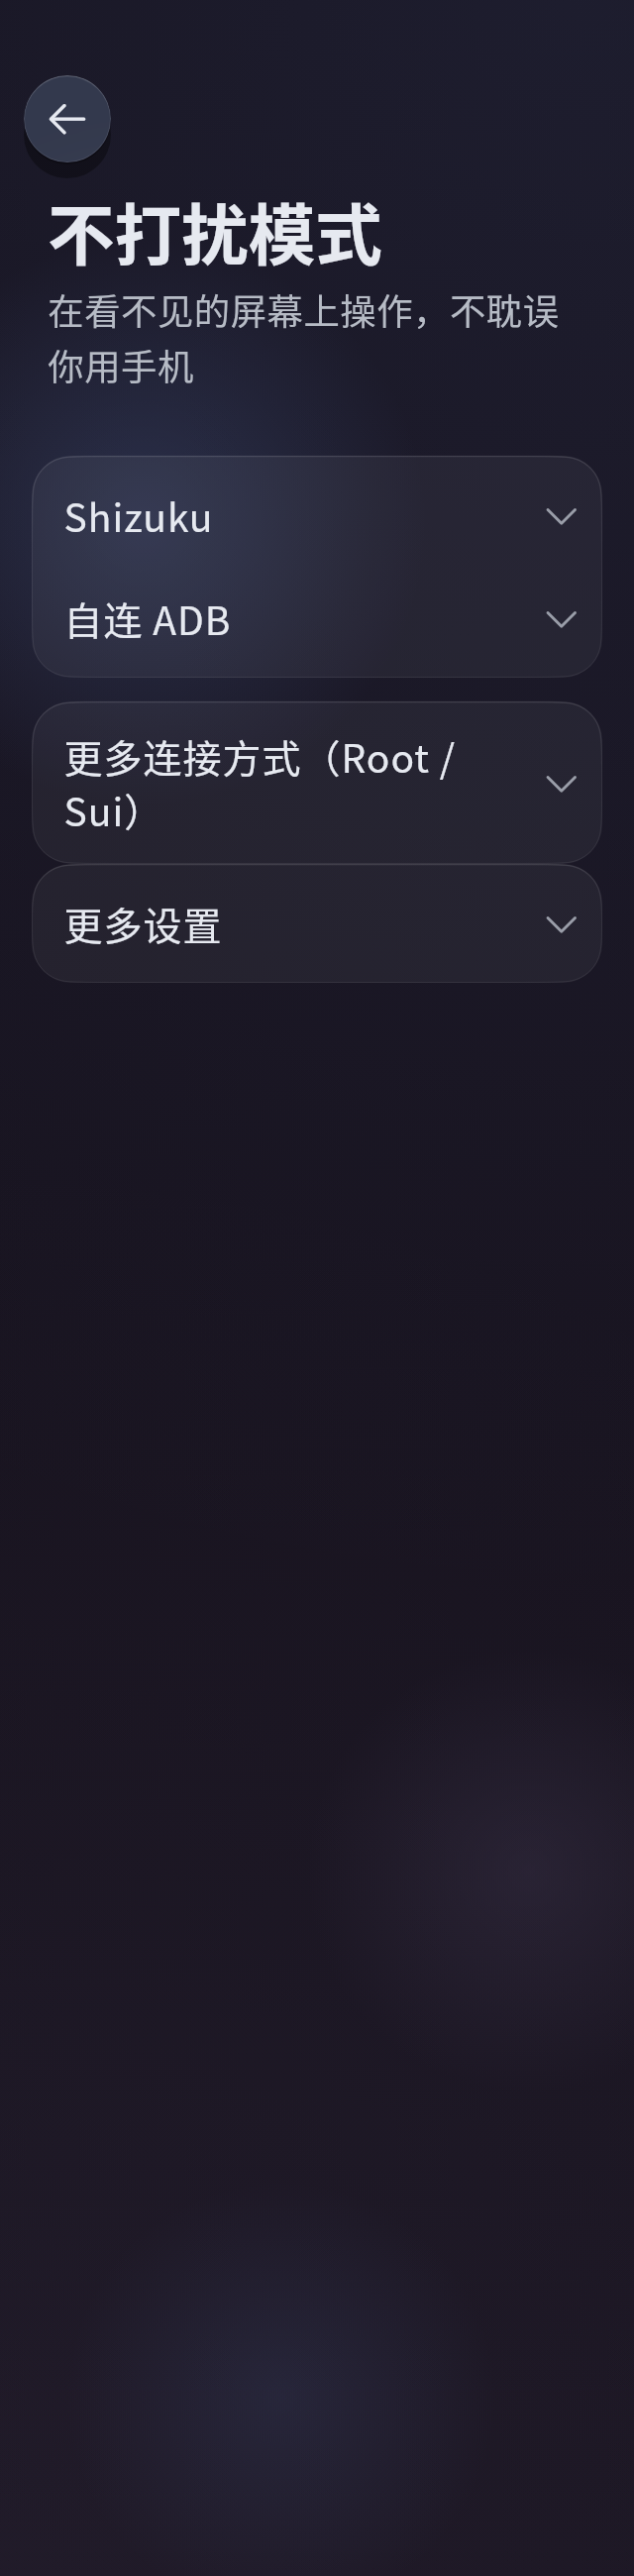 不打扰模式
在看不见的屏幕上操作，不耽误
你用手机
Shizuku
自连 ADB
更多连接方式（Root /
Sui）
更多设置